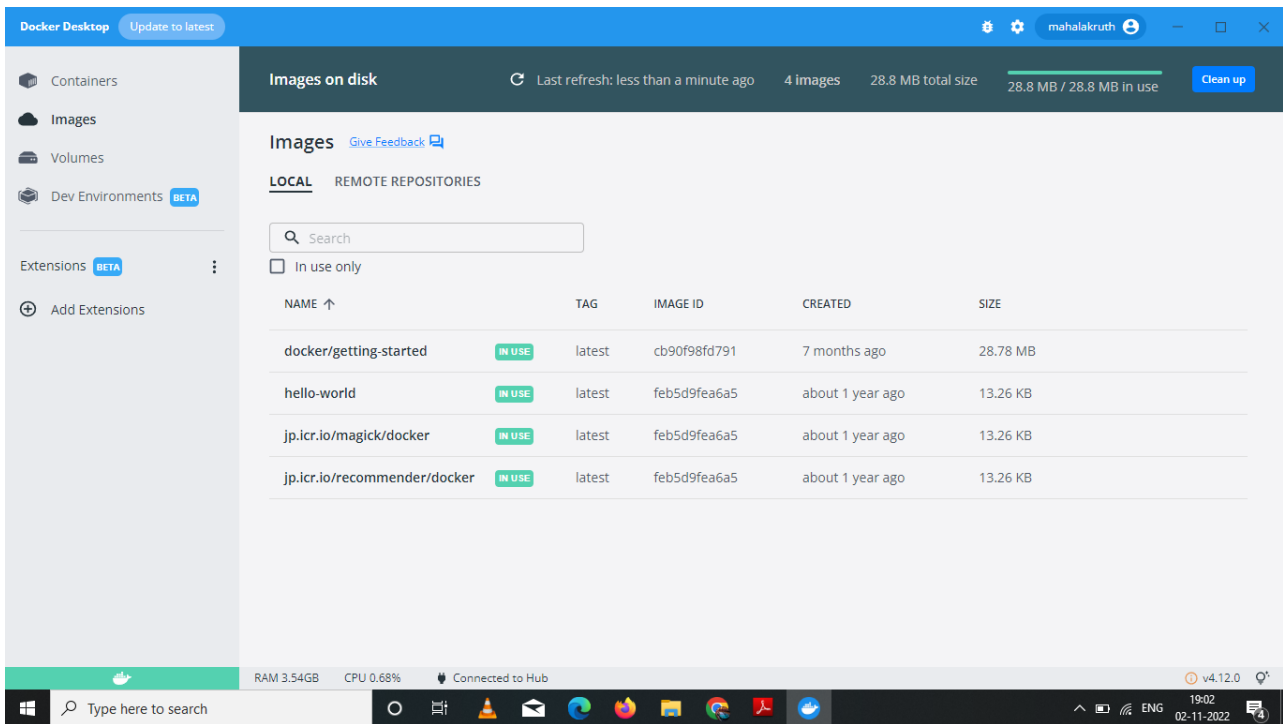 Docker Desktop Update to latest mahalakruth
Containers
Images
Volumes
Dev Environments BETA
Extensions BETA
Add Extensions
Images on disk Last refresh: less than a minute ago 4 images 28.8 MB total size 28.8 MB / 28.8 MB in use Clean up
Images Give Feedback
LOCAL REMOTE REPOSITORIES
Search
In use only
NAME TAG IMAGE ID CREATED SIZE
docker/getting-started IN USE latest cb90f98fd791 7 months ago 28.78 MB
hello-world IN USE latest feb5d9fea6a5 about 1 year ago 13.26 KB
jp.icr.io/magick/docker IN USE latest feb5d9fea6a5 about 1 year ago 13.26 KB
jp.icr.io/recommender/docker IN USE latest feb5d9fea6a5 about 1 year ago 13.26 KB
RAM 3.54GB CPU 0.68% Connected to Hub v4.12.0
Type here to search ENG 19:02
02-11-2022 4